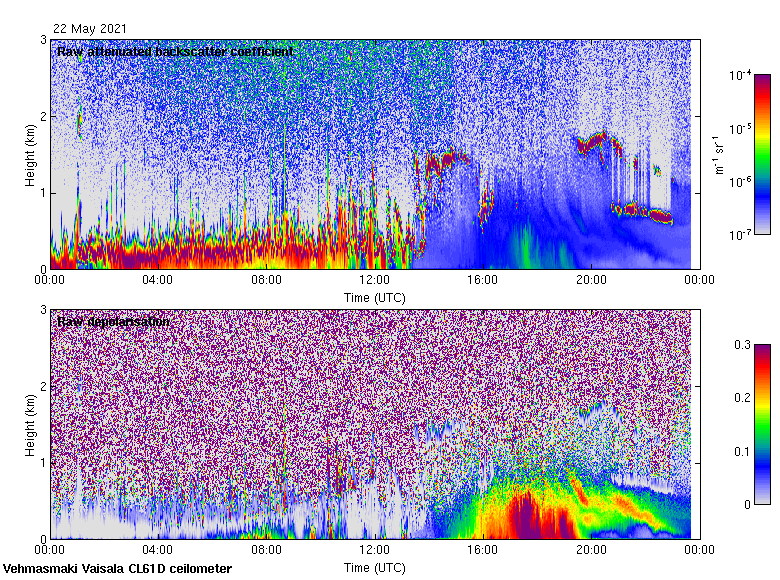 22 May 2021
Raw attenuated backscatter coefficient
3
2
1
0
Height (km)
00:00 04:00 08:00 12:00 16:00 20:00 00:00
Time (UTC)
10-4
10-5
10-6
10-7
m-1 sr-1
Raw depolarisation
3
2
1
0
Height (km)
00:00 04:00 08:00 12:00 16:00 20:00 00:00
Time (UTC)
0.3
0.2
0.1
0
Vehmasmaki Vaisala CL61D ceilometer